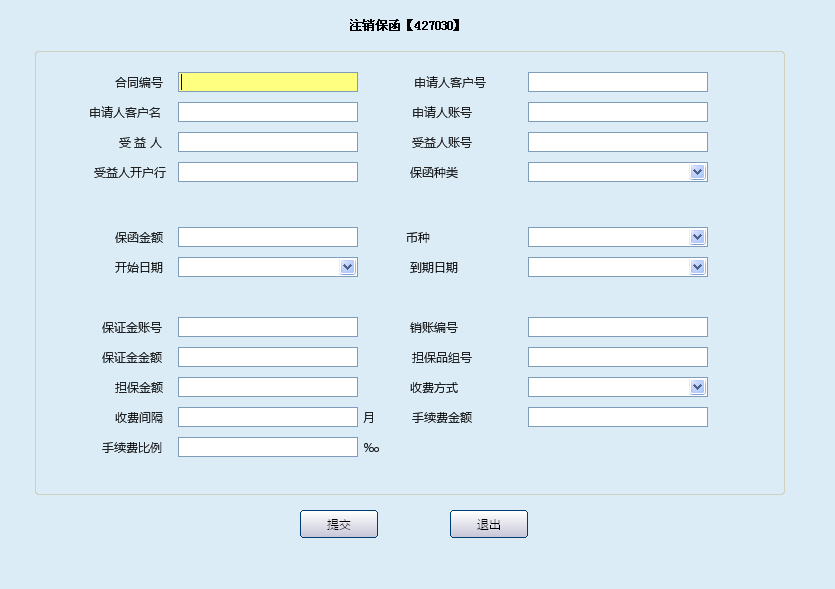 注销保函【427030】
合同编号 申请人客户号
申请人客户名 申请人账号
受 益 人 受益人账号
受益人开户行 保函种类
保函金额 币种
开始日期 到期日期
保证金账号 销账编号
保证金金额 担保品组号
担保金额 收费方式
收费间隔 月 手续费金额
手续费比例 ‰
提交 退出